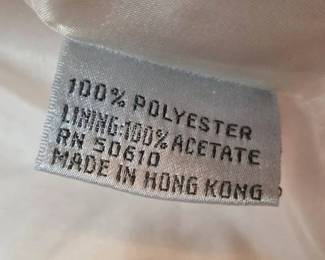 100% POLYESTER
LINING:100% ACETATE
RN 50610
MADE IN HONG KONG